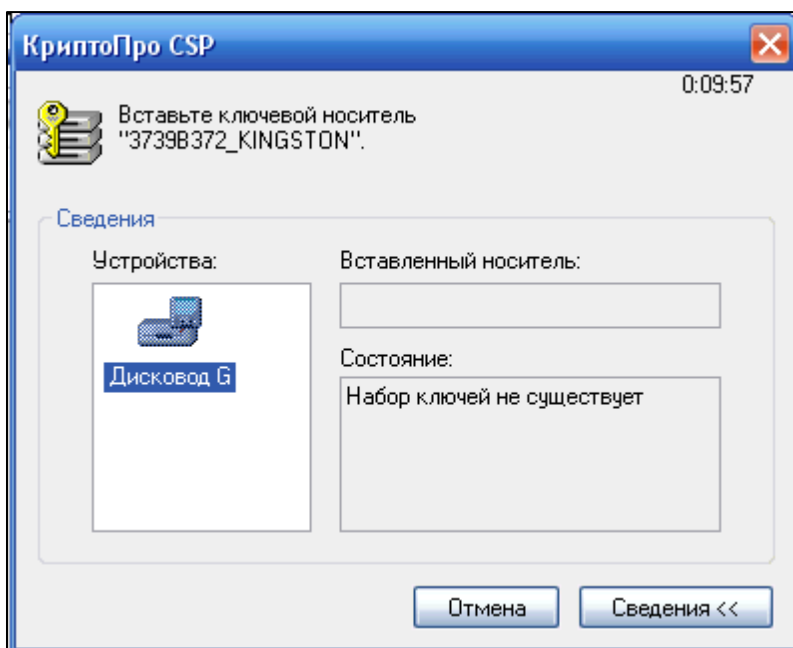 КриптоПро CSP
0:09:57
Вставьте ключевой носитель
"3739B372_KINGSTON".
Сведения
Устройства:
Дисковод G
Вставленный носитель:
Состояние:
Набор ключей не существует
Отмена
Сведения <<